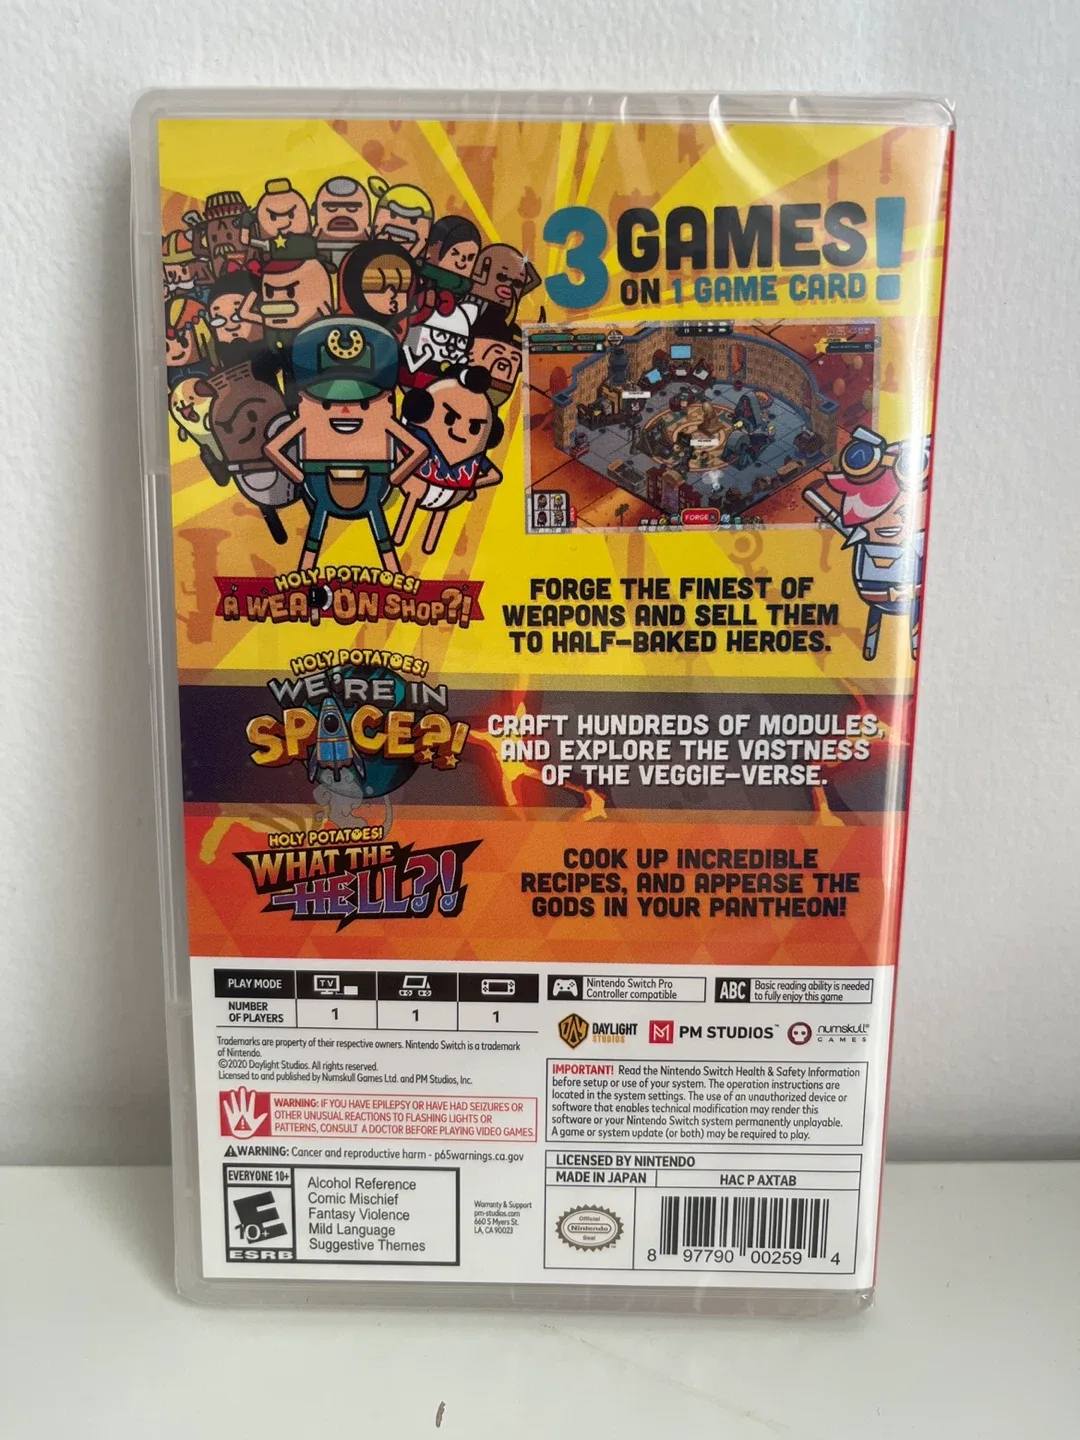 3 GAMES!
ON 1 GAME CARD
FORGE
HOLY POTATOES!
A WEAPON SHOP?!
FORGE THE FINEST OF
WEAPONS AND SELL THEM
TO HALF-BAKED HEROES.
HOLY POTATOES!
WE'RE IN
SPACE?!
CRAFT HUNDREDS OF MODULES,
AND EXPLORE THE VASTNESS
OF THE VEGGIE-VERSE.
HOLY POTATOES!
WHAT THE
HELL?!
COOK UP INCREDIBLE
RECIPES, AND APPEASE THE
GODS IN YOUR PANTHEON!
PLAY MODE
TV
NUMBER
OF PLAYERS
1
1
1
Nintendo Switch Pro
Controller compatible
ABC
Basic reading ability is needed
to fully enjoy this game
DAYLIGHT
STUDIOS
PM STUDIOS™
numskull®
GAMES
Trademarks are property of their respective owners. Nintendo Switch is a trademark
of Nintendo.
©2020 Daylight Studios. All rights reserved.
Licensed to and published by Numskull Games Ltd. and PM Studios, Inc.
WARNING: IF YOU HAVE EPILEPSY OR HAVE HAD SEIZURES OR
OTHER UNUSUAL REACTIONS TO FLASHING LIGHTS OR
PATTERNS, CONSULT A DOCTOR BEFORE PLAYING VIDEO GAMES.
WARNING: Cancer and reproductive harm - p65warnings.ca.gov
IMPORTANT! Read the Nintendo Switch Health & Safety Information
before setup or use of your system. The operation instructions are
located in the system settings. The use of an unauthorized device or
software that enables technical modification may render this
software or your Nintendo Switch system permanently unplayable.
A game or system update (or both) may be required to play.
EVERYONE 10+
E
10+
ESRB
Alcohol Reference
Comic Mischief
Fantasy Violence
Mild Language
Suggestive Themes
Warranty & Support
pm-studios.com
660 S Myers St.
LA, CA 90023
LICENSED BY NINTENDO
MADE IN JAPAN
HAC P AXTAB
Official
Nintendo
Seal
8 97790 00259 4